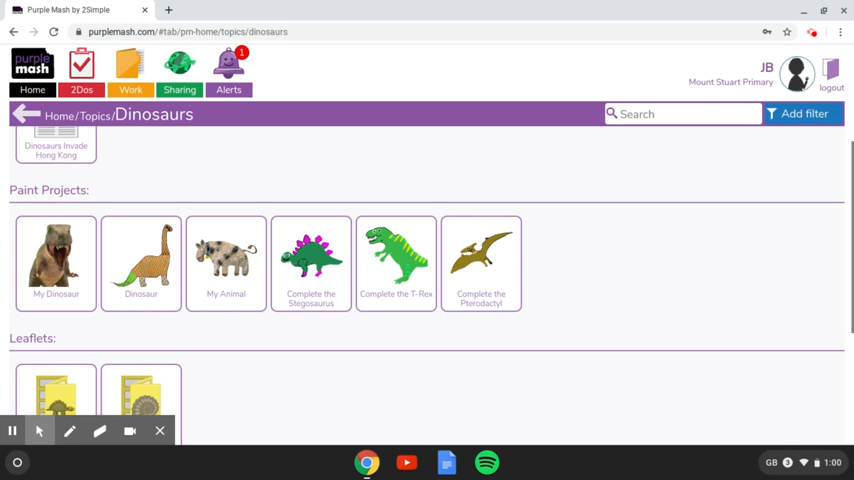 Purple Mash by 2Simple
purplemash.com/#tab/pm-home/topics/dinosaurs
purple
mash
1
JB
Mount Stuart Primary
Home
2Dos
Work
Sharing
Alerts
logout
Home/Topics/Dinosaurs
Search
Add filter
Dinosaurs Invade
Hong Kong
Paint Projects:
My Dinosaur
Dinosaur
My Animal
Complete the
Stegosaurus
Complete the T-Rex
Complete the
Pterodactyl
Leaflets:
GB
3
1:00